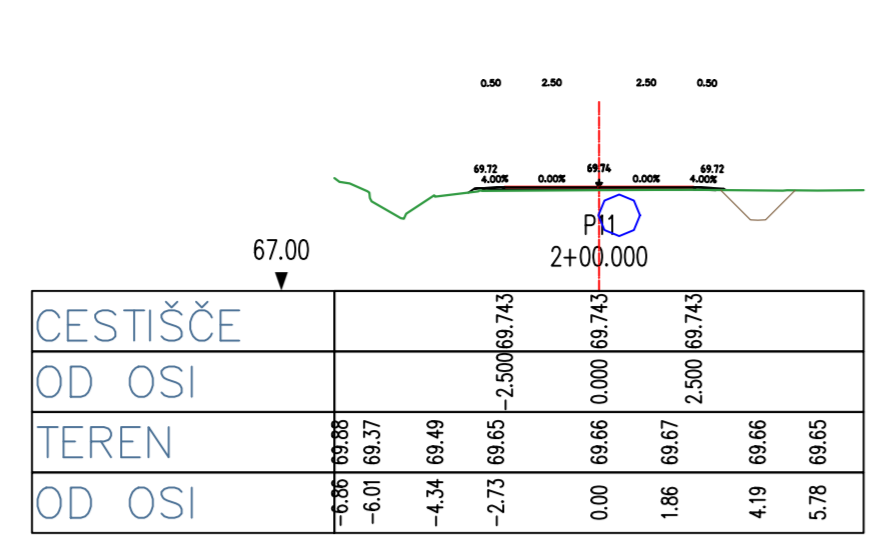 0.50 2.50 2.50 0.50
69.72 69.74 69.72
4.00% 0.00% 0.00% 4.00%
P11
67.00 2+00.000
CESTIŠČE 69.743 69.743 69.743
OD OSI -2.500 0.000 2.500
TEREN 69.88 69.37 69.49 69.65 69.66 69.67 69.66 69.65
OD OSI -6.86 -6.01 -4.34 -2.73 0.00 1.86 4.19 5.78